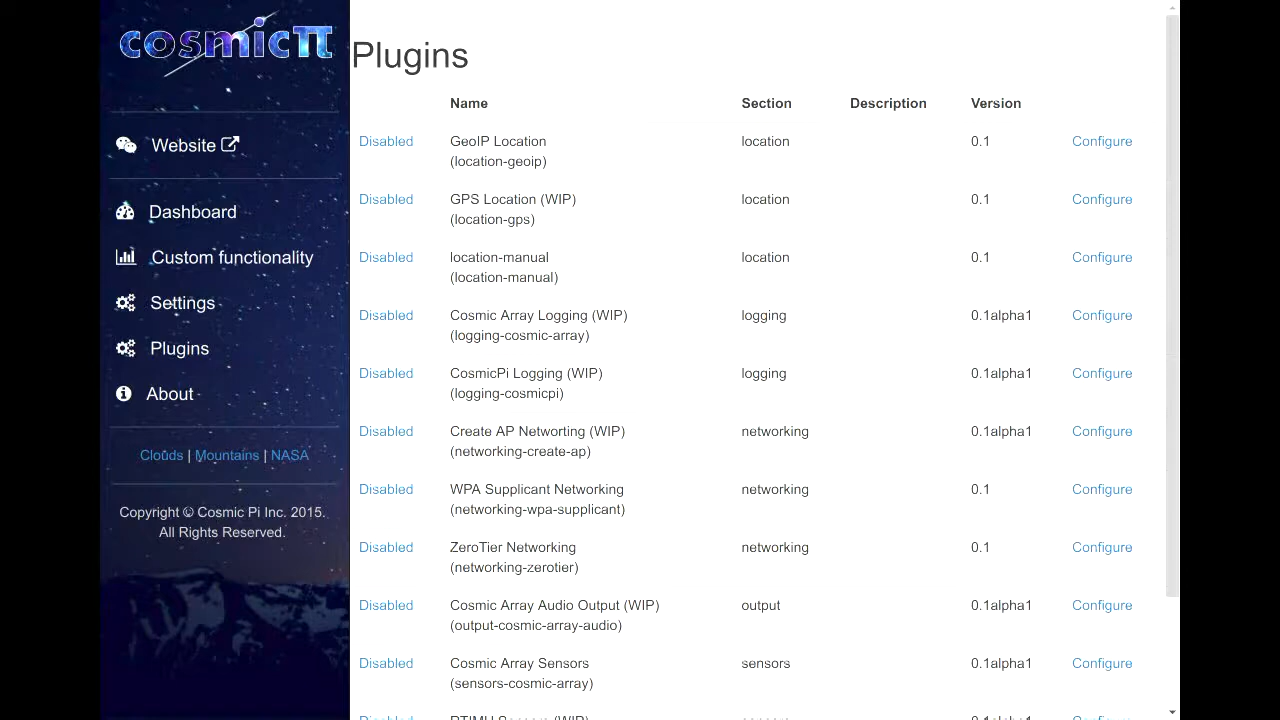 cosmicπ
Website
Dashboard
Custom functionality
Settings
Plugins
About
Clouds | Mountains | NASA
Copyright © Cosmic Pi Inc. 2015.
All Rights Reserved.
Plugins
Name Section Description Version
Disabled GeoIP Location location 0.1 Configure
(location-geoip)
Disabled GPS Location (WIP) location 0.1 Configure
(location-gps)
Disabled location-manual location 0.1 Configure
(location-manual)
Disabled Cosmic Array Logging (WIP) logging 0.1alpha1 Configure
(logging-cosmic-array)
Disabled CosmicPi Logging (WIP) logging 0.1alpha1 Configure
(logging-cosmicpi)
Disabled Create AP Networting (WIP) networking 0.1alpha1 Configure
(networking-create-ap)
Disabled WPA Supplicant Networking networking 0.1 Configure
(networking-wpa-supplicant)
Disabled ZeroTier Networking networking 0.1 Configure
(networking-zerotier)
Disabled Cosmic Array Audio Output (WIP) output 0.1alpha1 Configure
(output-cosmic-array-audio)
Disabled Cosmic Array Sensors sensors 0.1alpha1 Configure
(sensors-cosmic-array)